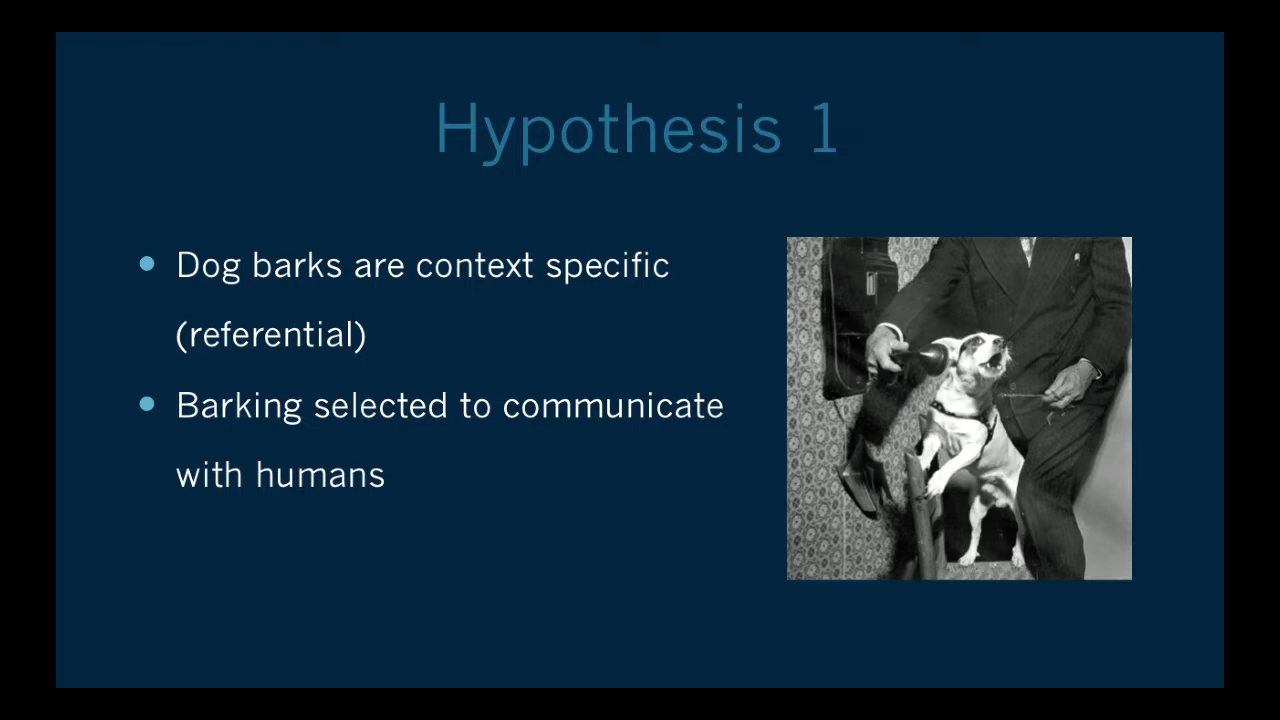 Hypothesis 1
Dog barks are context specific
(referential)
Barking selected to communicate
with humans